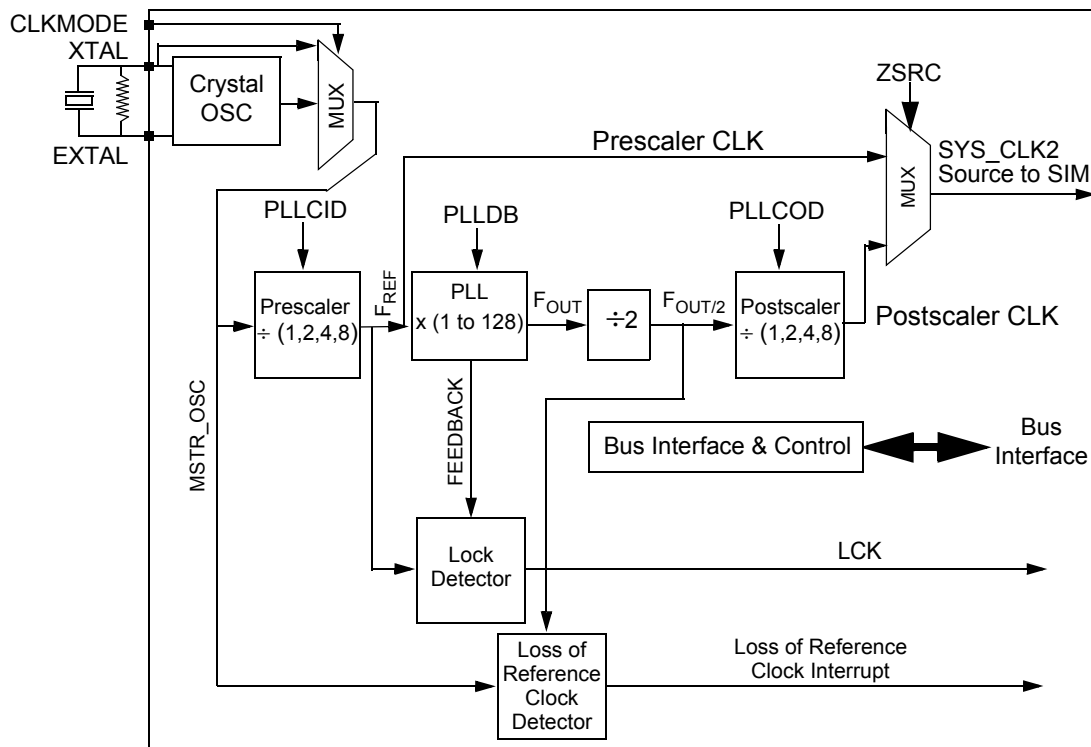 CLKMODE
XTAL
EXTAL
Crystal
OSC
MUX
ZSRC
MUX
SYS_CLK2
Source to SIM
Prescaler CLK
PLLCID
PLLDB
PLLCOD
Prescaler
÷ (1,2,4,8)
FREF
PLL
x (1 to 128)
FOUT
÷2
FOUT/2
Postscaler
÷ (1,2,4,8)
Postscaler CLK
MSTR_OSC
FEEDBACK
Bus Interface & Control
Bus
Interface
Lock
Detector
LCK
Loss of
Reference
Clock
Detector
Loss of Reference
Clock Interrupt